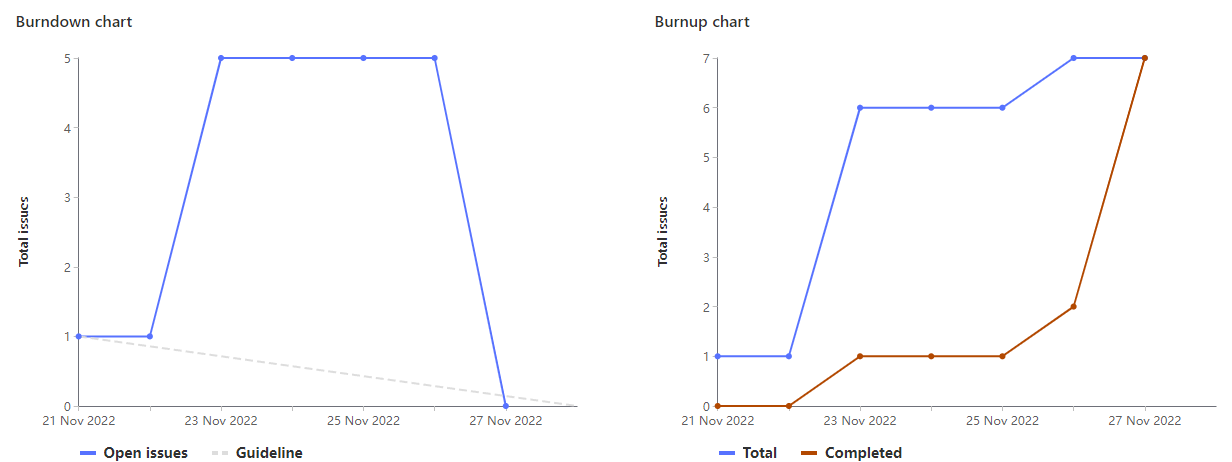 Burndown chart
5
4
3
2
1
0
Total issues
21 Nov 2022
23 Nov 2022
25 Nov 2022
27 Nov 2022
Open issues
Guideline
Burnup chart
7
6
5
4
3
2
1
0
Total issues
21 Nov 2022
23 Nov 2022
25 Nov 2022
27 Nov 2022
Total
Completed